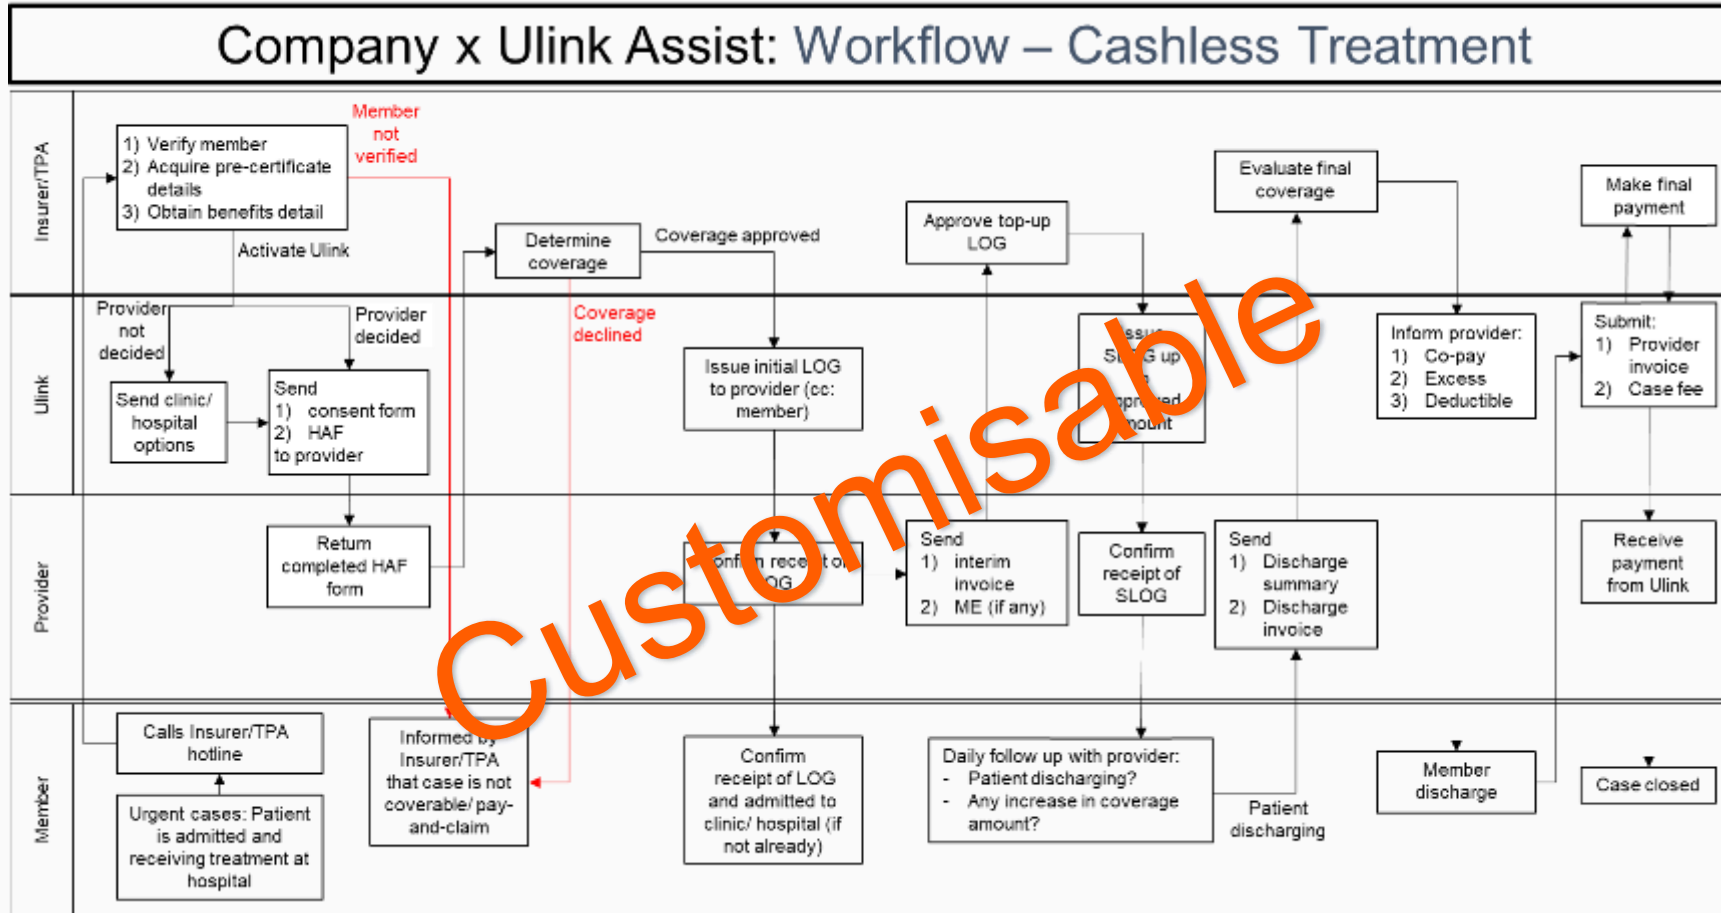 Company x Ulink Assist: Workflow – Cashless Treatment
Insurer/TPA
1) Verify member
2) Acquire pre-certificate
details
3) Obtain benefits detail
Member
not
verified
Activate Ulink
Determine
coverage
Coverage approved
Approve top-up
LOG
Evaluate final
coverage
Make final
payment
Ulink
Provider
not
decided
Provider
decided
Send clinic/
hospital
options
Send
1) consent form
2) HAF
to provider
Coverage
declined
Issue initial LOG
to provider (cc:
member)
up
Inform provider:
1) Co-pay
2) Excess
3) Deductible
Submit:
1) Provider
invoice
2) Case fee
Customisable
Provider
Return
completed HAF
form
Send
1) interim
invoice
2) ME (if any)
Confirm
receipt of
SLOG
Send
1) Discharge
summary
2) Discharge
invoice
Receive
payment
from Ulink
Member
Calls Insurer/TPA
hotline
Urgent cases: Patient
is admitted and
receiving treatment at
hospital
Informed by
Insurer/TPA
that case is not
coverable/ pay-
and-claim
Confirm
receipt of LOG
and admitted to
clinic/ hospital (if
not already)
Daily follow up with provider:
- Patient discharging?
- Any increase in coverage
amount?
Patient
discharging
Member
discharge
Case closed